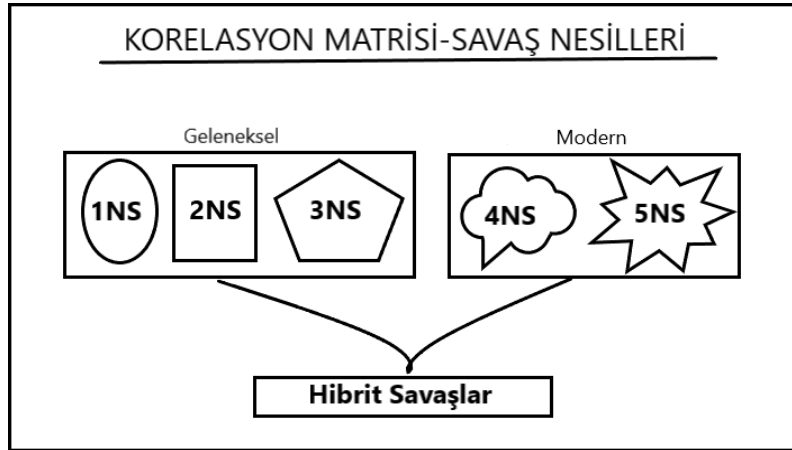 KORELASYON MATRİSİ-SAVAŞ NESİLLERİ
Geleneksel
Modern
1NS
2NS
3NS
4NS
5NS
Hibrit Savaşlar